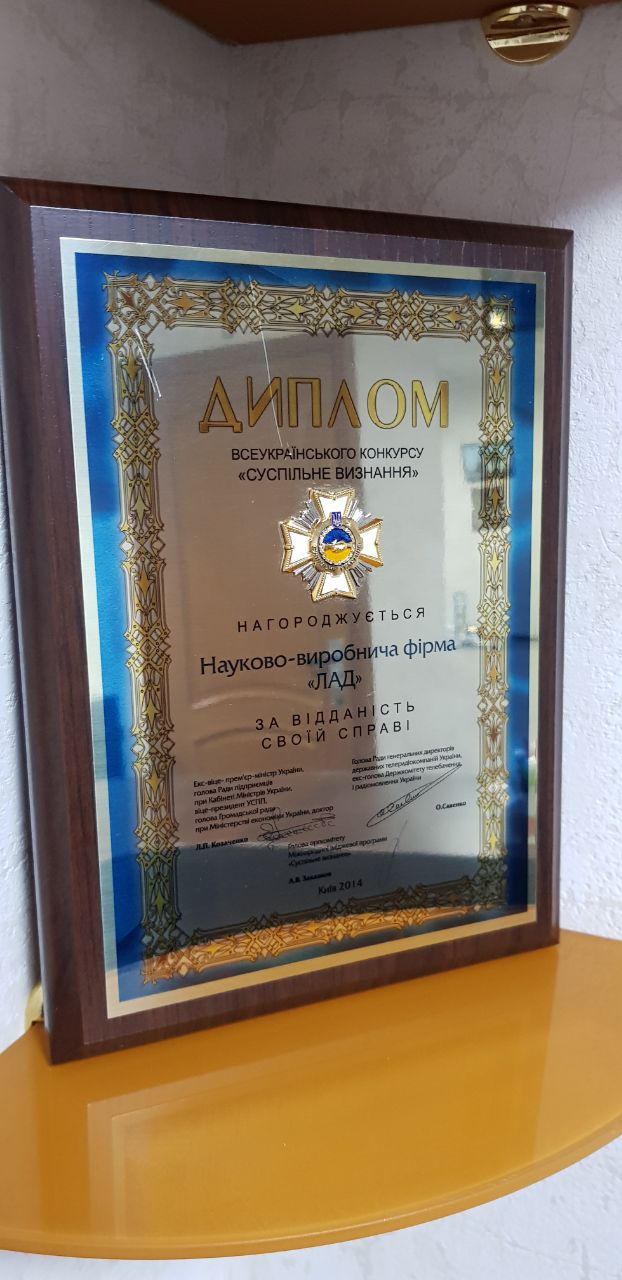 ДИПЛОМ
ВСЕУКРАЇНСЬКОГО КОНКУРСУ
«СУСПІЛЬНЕ ВИЗНАННЯ»
НАГОРОДЖУЄТЬСЯ
Науково-виробнича фірма
«ЛАД»
ЗА ВІДДАНІСТЬ
СВОЇЙ СПРАВІ
Екс-віце- прем'єр-міністр України,
голова Ради підприємців
при Кабінеті Міністрів України,
віце-президент УСПП,
голова Громадської ради
при Міністерстві економіки України, доктор
Л.П. Козаченко
Голова Ради генеральних директорів
державних телерадіокомпаній України,
екс-голова Держкомітету телебачення
і радіомовлення України
О.Савенко
Голова оргкомітету
Міжнародної іміджевої програми
«Суспільне визнання»
Київ 2014